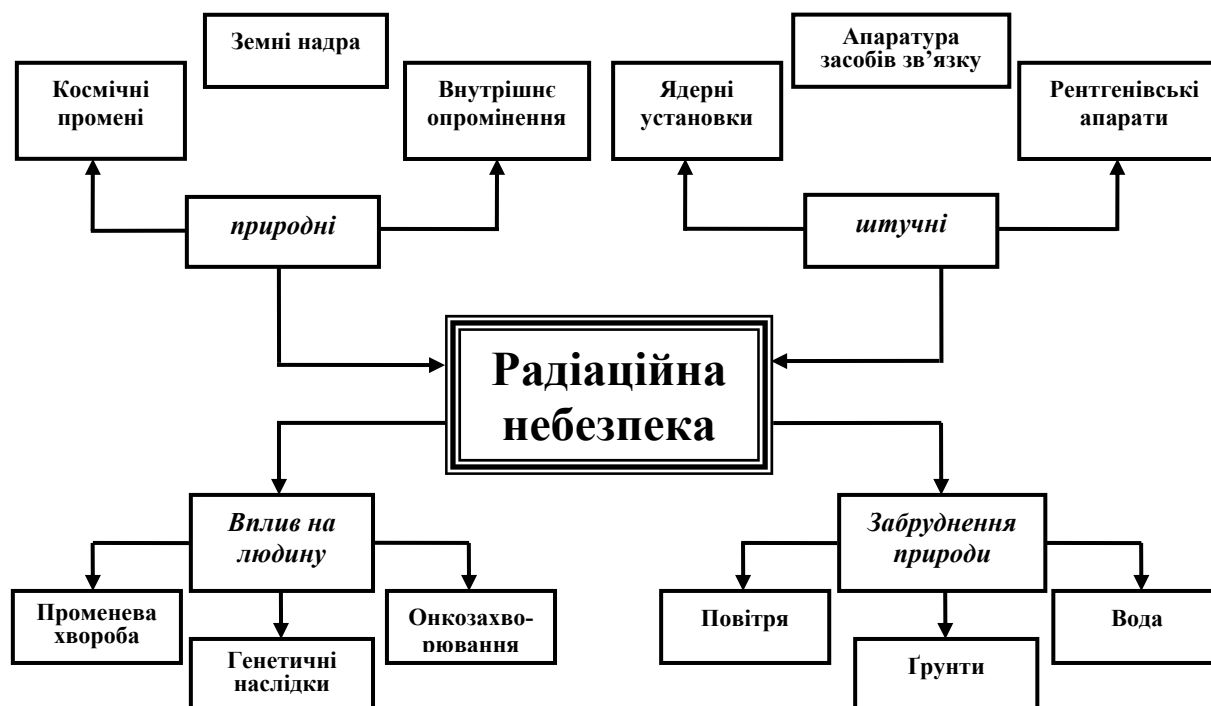 Земні надра
Апаратура
засобів зв’язку
Космічні
промені
Внутрішнє
опромінення
Ядерні
установки
Рентгенівські
апарати
природні
штучні
Радіаційна
небезпека
Вплив на
людину
Забруднення
природи
Променева
хвороба
Генетичні
наслідки
Онкозахво-
рювання
Повітря
Ґрунти
Вода